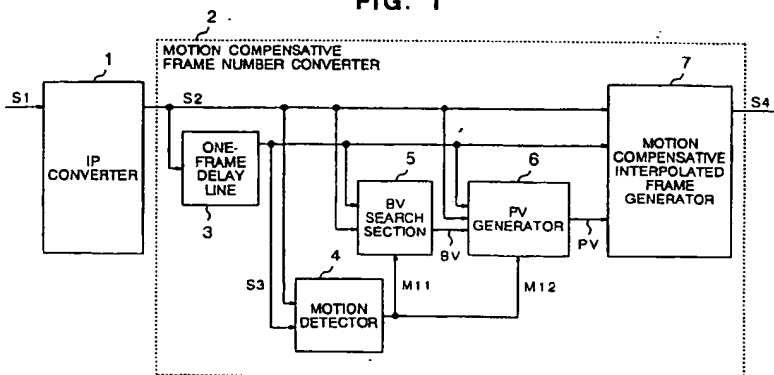 FIG. 1
2
MOTION COMPENSATIVE
FRAME NUMBER CONVERTER
1
7
S1
S2
S4
IP
CONVERTER
ONE-
FRAME
DELAY
LINE
3
5
BV
SEARCH
SECTION
6
PV
GENERATOR
MOTION
COMPENSATIVE
INTERPOLATED
FRAME
GENERATOR
BV
PV
S3
4
M11
M12
MOTION
DETECTOR